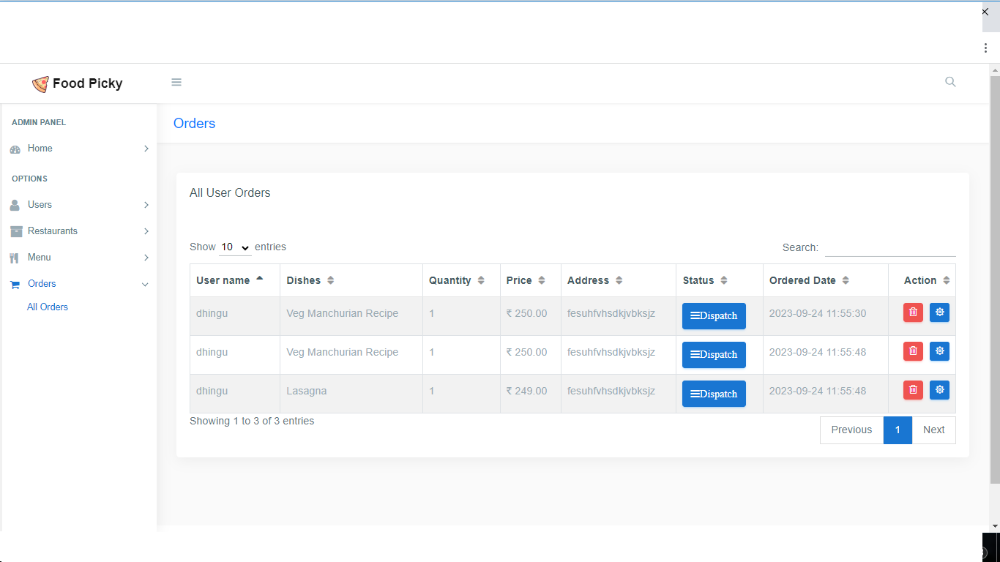 Food Picky
ADMIN PANEL
Home
OPTIONS
Users
Restaurants
Menu
Orders
All Orders
Orders
All User Orders
Show 10 entries
Search:
User name Dishes Quantity Price Address Status Ordered Date Action
dhingu Veg Manchurian Recipe 1 ₹ 250.00 fesuhfvhsdkjvbksjz Dispatch 2023-09-24 11:55:30
dhingu Veg Manchurian Recipe 1 ₹ 250.00 fesuhfvhsdkjvbksjz Dispatch 2023-09-24 11:55:48
dhingu Lasagna 1 ₹ 249.00 fesuhfvhsdkjvbksjz Dispatch 2023-09-24 11:55:48
Showing 1 to 3 of 3 entries
Previous 1 Next